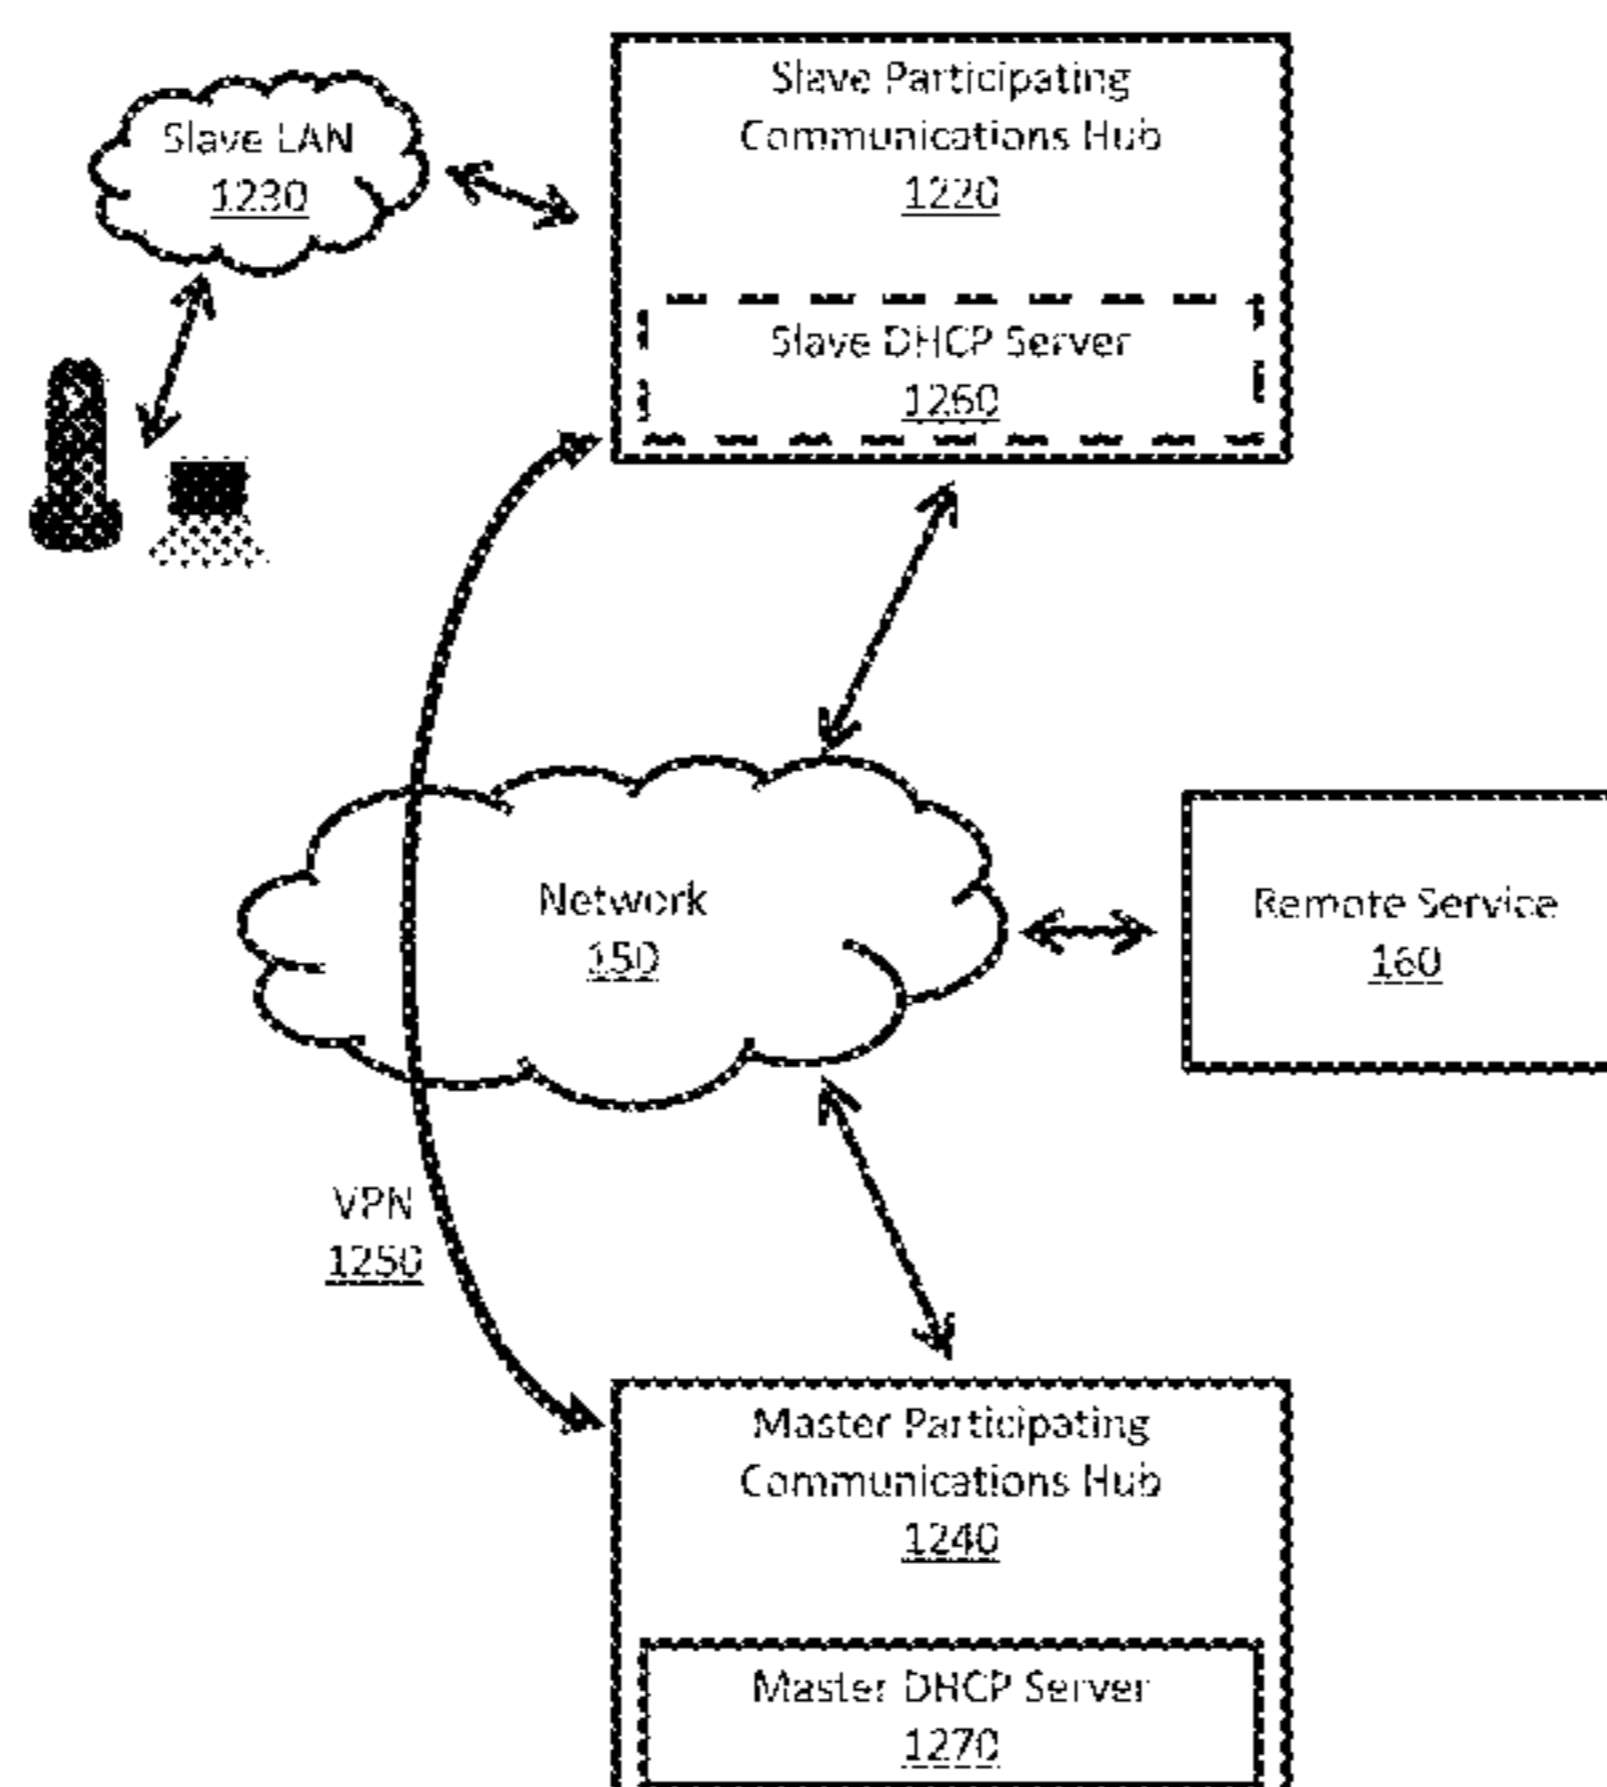 Slave Participating
Communications Hub
1220
Slave LAN
1230
Slave DHCP Server
1260
Network
150
Remote Service
160
VPN
1250
Master Participating
Communications Hub
1240
Master DHCP Server
1270